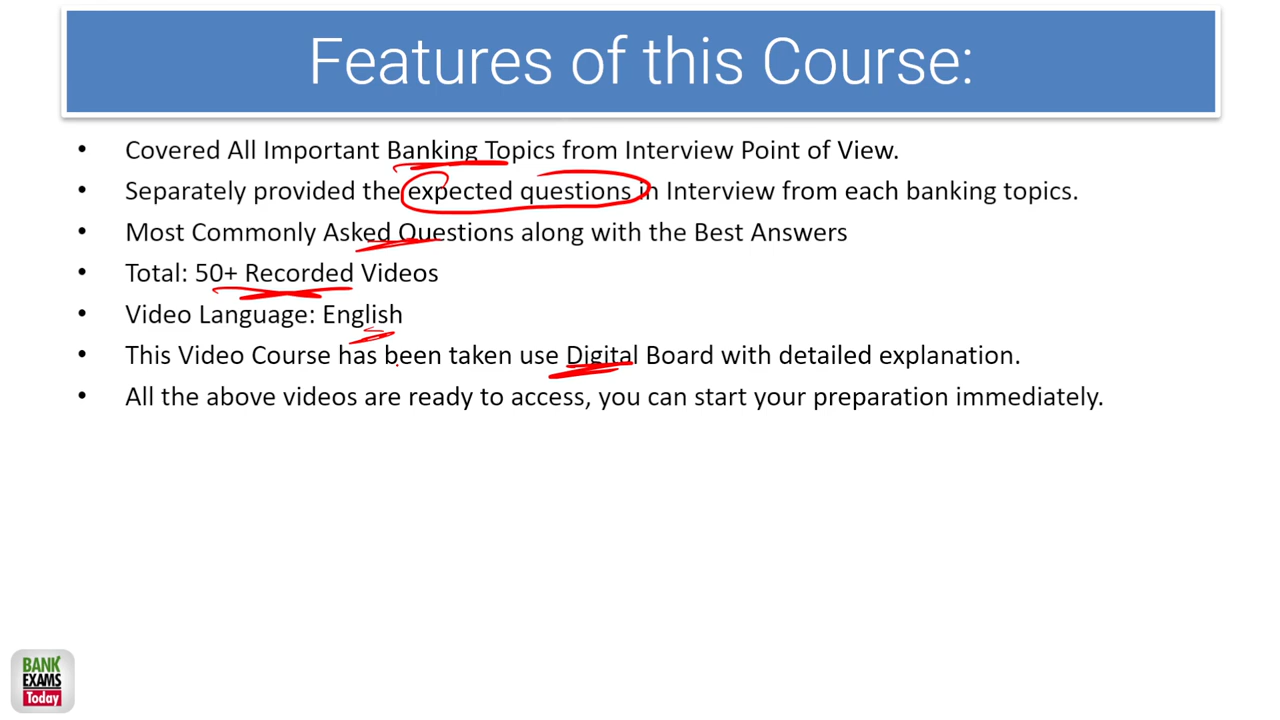 Features of this Course:
• Covered All Important Banking Topics from Interview Point of View.
• Separately provided the expected questions in Interview from each banking topics.
• Most Commonly Asked Questions along with the Best Answers
• Total: 50+ Recorded Videos
• Video Language: English
• This Video Course has been taken use Digital Board with detailed explanation.
• All the above videos are ready to access, you can start your preparation immediately.
BANK
EXAMS
Today